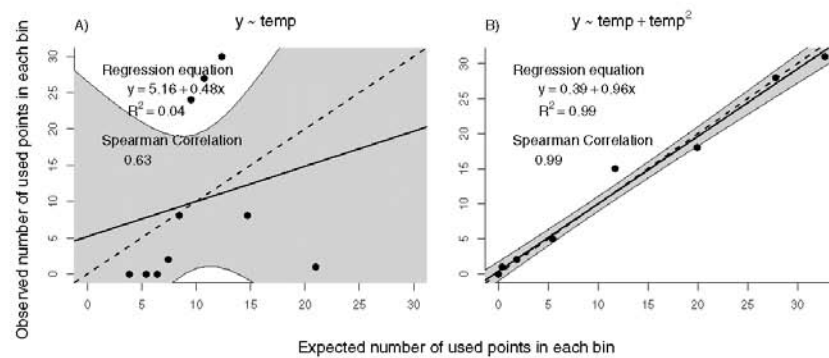 A) y ~ temp
B) y ~ temp + temp²
Observed number of used points in each bin
30
25
20
15
10
5
0
Regression equation
y = 5.16 + 0.48x
R² = 0.04
Spearman Correlation
0.63
0 5 10 15 20 25 30
30
25
20
15
10
5
0
Regression equation
y = 0.39 + 0.96x
R² = 0.99
Spearman Correlation
0.99
0 5 10 15 20 25 30
Expected number of used points in each bin